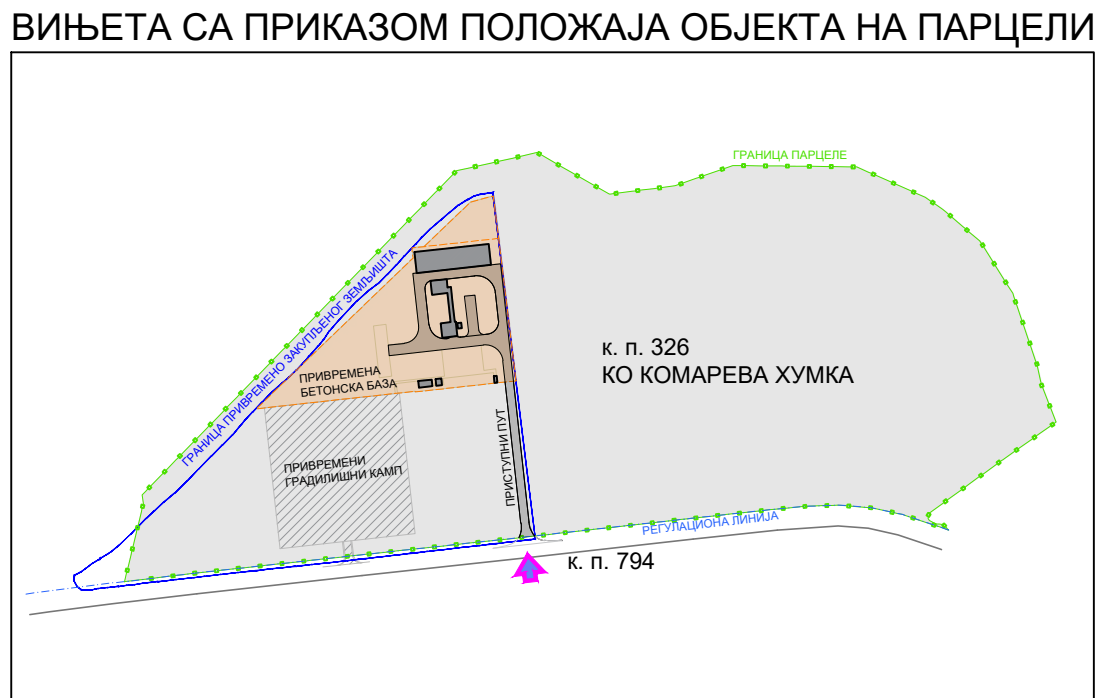 ВИЊЕТА СА ПРИКАЗОМ ПОЛОЖАЈА ОБЈЕКТА НА ПАРЦЕЛИ
ГРАНИЦА ПАРЦЕЛЕ
ГРАНИЦА ПРИВРЕМЕНО ЗАКУПЉЕНОГ ЗЕМЉИШТА
к. п. 326
КО КОМАРЕВА ХУМКА
ПРИВРЕМЕНА
БЕТОНСКА БАЗА
ПРИВРЕМЕНИ
ГРАДИЛИШНИ КАМП
ПРИСТУПНИ ПУТ
РЕГУЛАЦИОНА ЛИНИЈА
к. п. 794